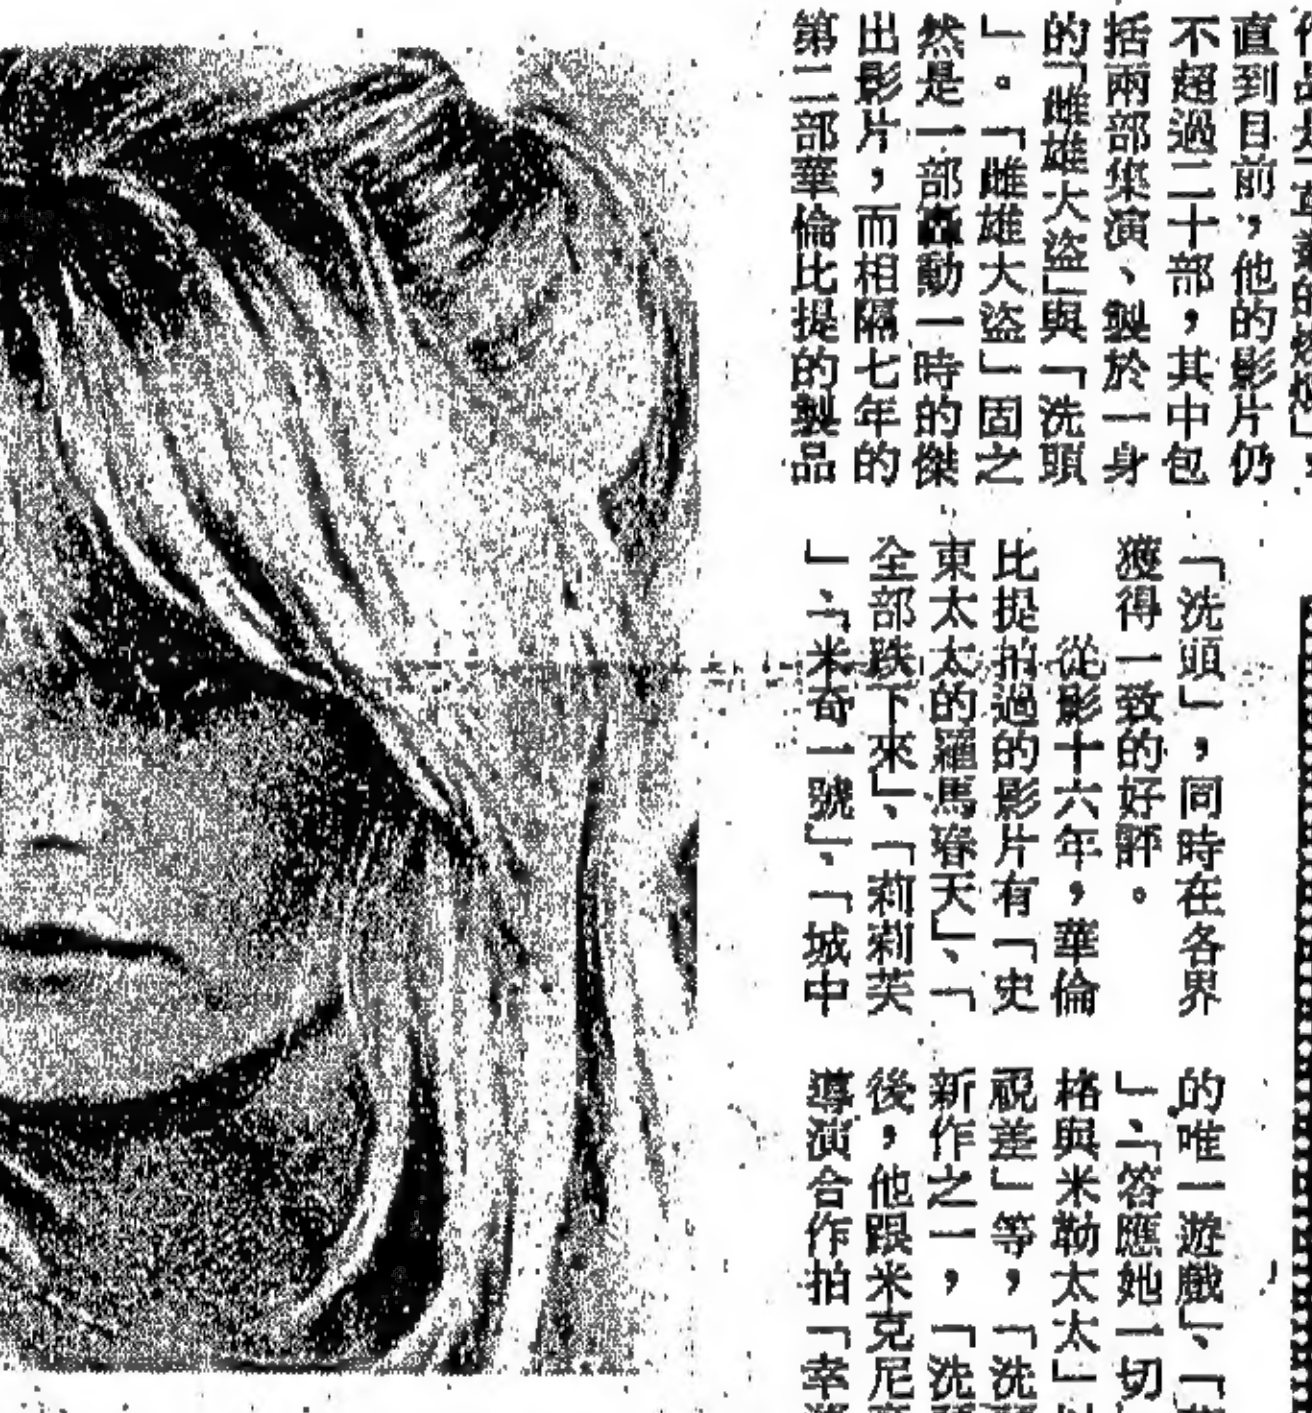 直到目前，他的影片仍
不超過二十部，其中包
括兩部集演、製於一身
的「雌雄大盜」與「洗頭
」。「雌雄大盜」固之
然是一部轟動一時的傑
出影片，而相隔七年的
第二部華倫比提的製品
「洗頭」，同時在各界
獲得一致的好評。
從影十六年，華倫
比提拍過的影片有「史
東太太的羅馬春天」、「
全部跌下來」、「莉莉芙
」、「米奇一號」、「城中
的唯一遊戲」、「
」、「答應她一切
格與米勒太太」
視差」等，「洗
新作之一，「洗
後，他跟米克尼
導演合作拍「幸